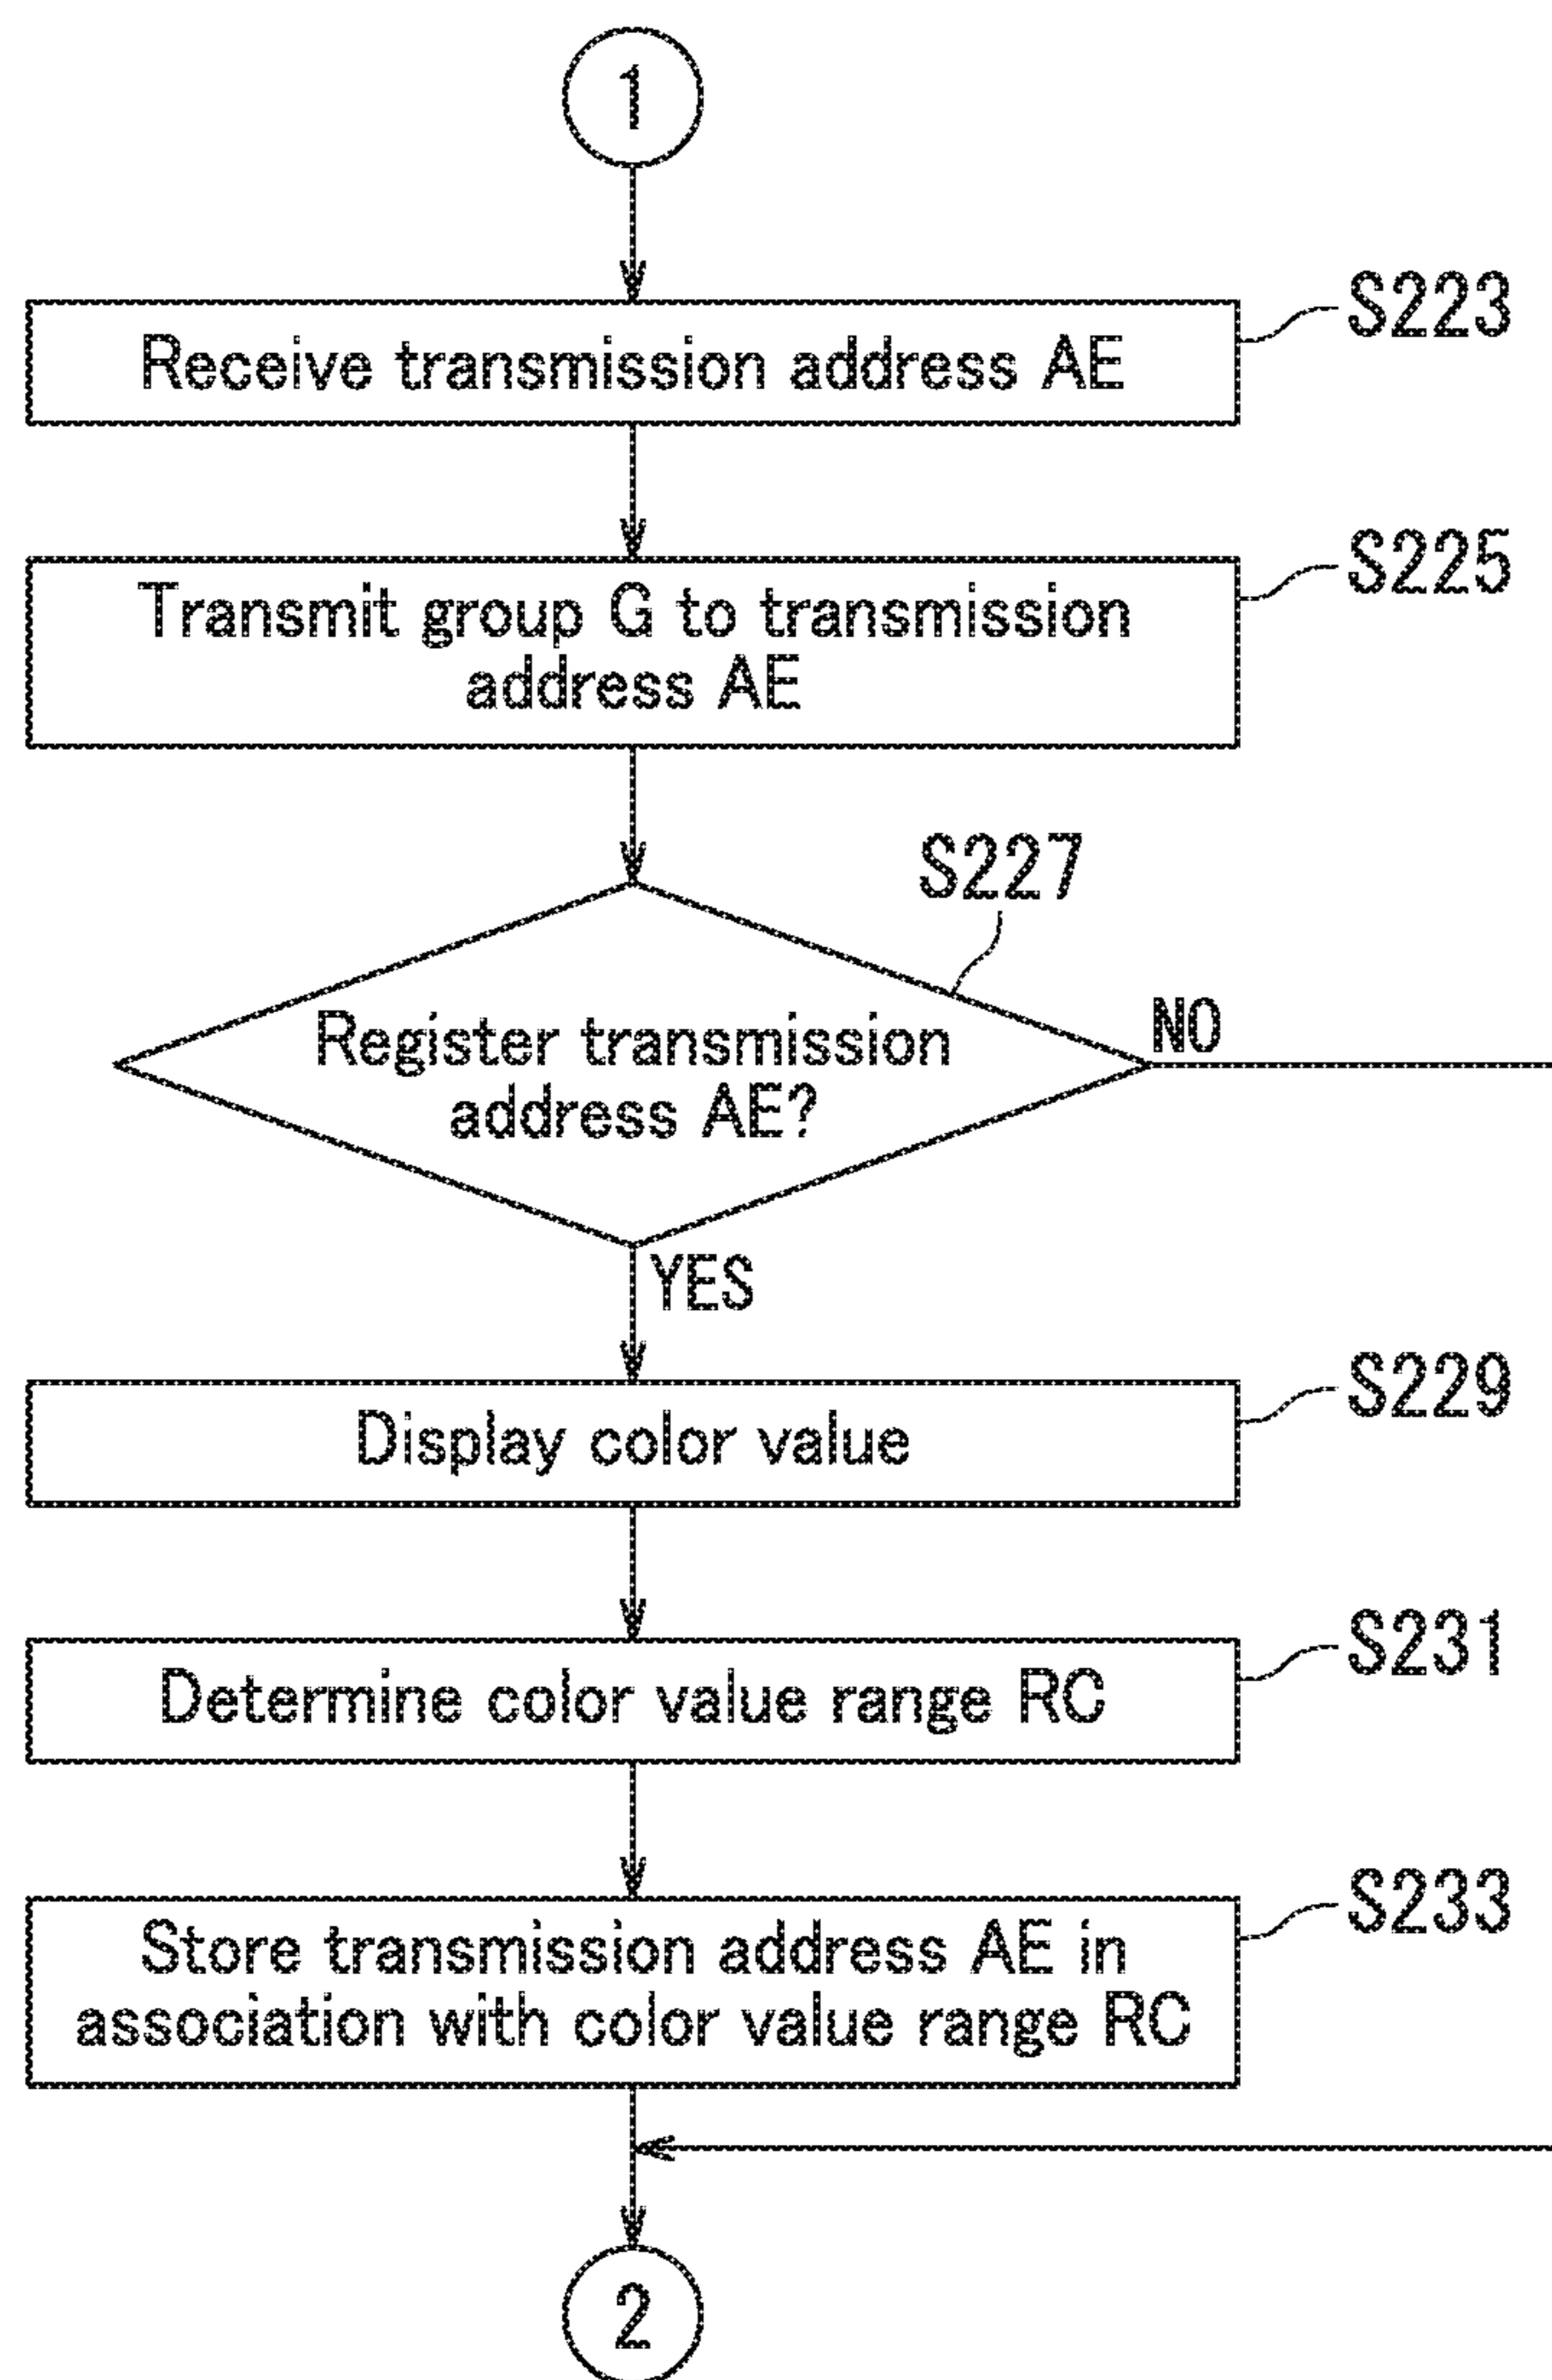 1
S223
Receive transmission address AE
S225
Transmit group G to transmission
address AE
S227
Register transmission
address AE?
NO
YES
S229
Display color value
S231
Determine color value range RC
S233
Store transmission address AE in
association with color value range RC
2